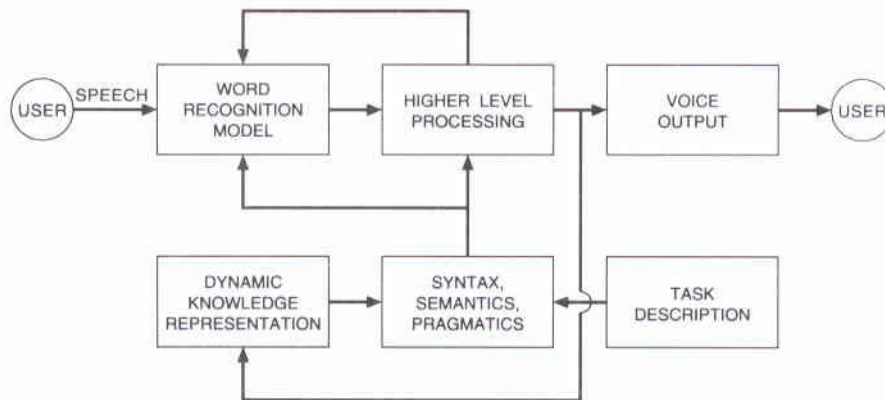 USER
SPEECH
WORD
RECOGNITION
MODEL
HIGHER LEVEL
PROCESSING
VOICE
OUTPUT
USER
DYNAMIC
KNOWLEDGE
REPRESENTATION
SYNTAX,
SEMANTICS,
PRAGMATICS
TASK
DESCRIPTION